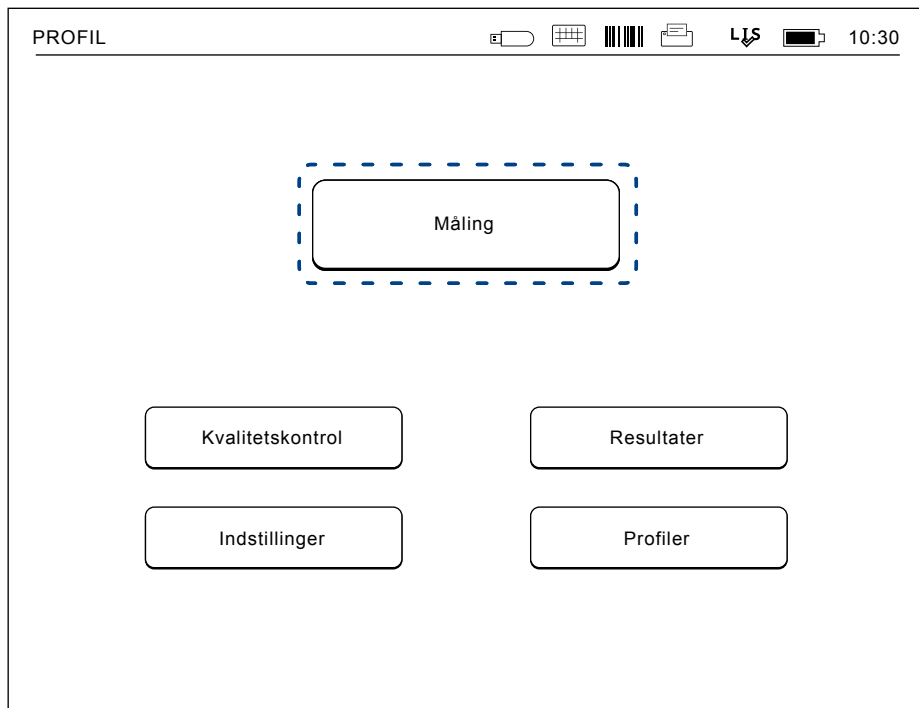 PROFIL LIS 10:30
Måling
Kvalitetskontrol Resultater
Indstillinger Profiler